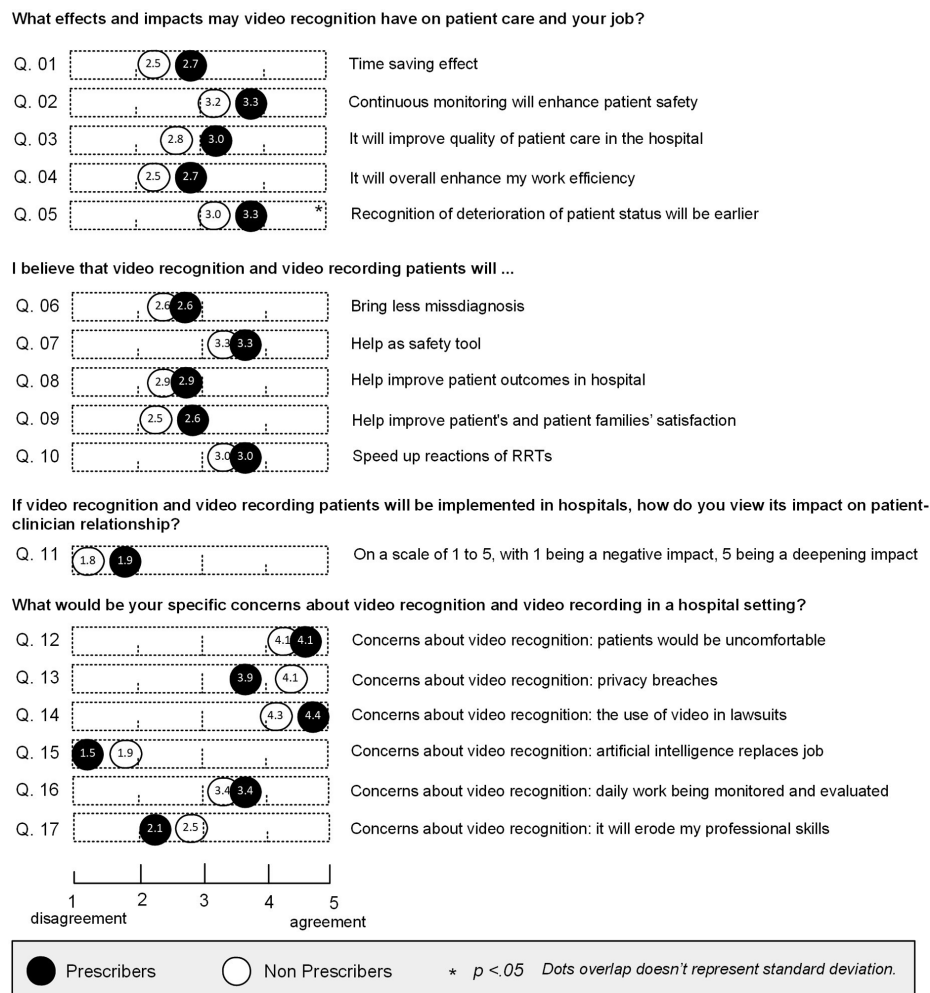 What effects and impacts may video recognition have on patient care and your job?
Q. 01 2.5 2.7 Time saving effect
Q. 02 3.2 3.3 Continuous monitoring will enhance patient safety
Q. 03 2.8 3.0 It will improve quality of patient care in the hospital
Q. 04 2.5 2.7 It will overall enhance my work efficiency
Q. 05 3.0 3.3 * Recognition of deterioration of patient status will be earlier
I believe that video recognition and video recording patients will ...
Q. 06 2.6 2.6 Bring less missdiagnosis
Q. 07 3.3 3.3 Help as safety tool
Q. 08 2.9 2.9 Help improve patient outcomes in hospital
Q. 09 2.5 2.6 Help improve patient's and patient families' satisfaction
Q. 10 3.0 3.0 Speed up reactions of RRTs
If video recognition and video recording patients will be implemented in hospitals, how do you view its impact on patient-
clinician relationship?
Q. 11 1.8 1.9 On a scale of 1 to 5, with 1 being a negative impact, 5 being a deepening impact
What would be your specific concerns about video recognition and video recording in a hospital setting?
Q. 12 4.1 4.1 Concerns about video recognition: patients would be uncomfortable
Q. 13 3.9 4.1 Concerns about video recognition: privacy breaches
Q. 14 4.3 4.4 Concerns about video recognition: the use of video in lawsuits
Q. 15 1.5 1.9 Concerns about video recognition: artificial intelligence replaces job
Q. 16 3.4 3.4 Concerns about video recognition: daily work being monitored and evaluated
Q. 17 2.1 2.5 Concerns about video recognition: it will erode my professional skills
1 2 3 4 5
disagreement agreement
Prescribers Non Prescribers * p <.05 Dots overlap doesn't represent standard deviation.